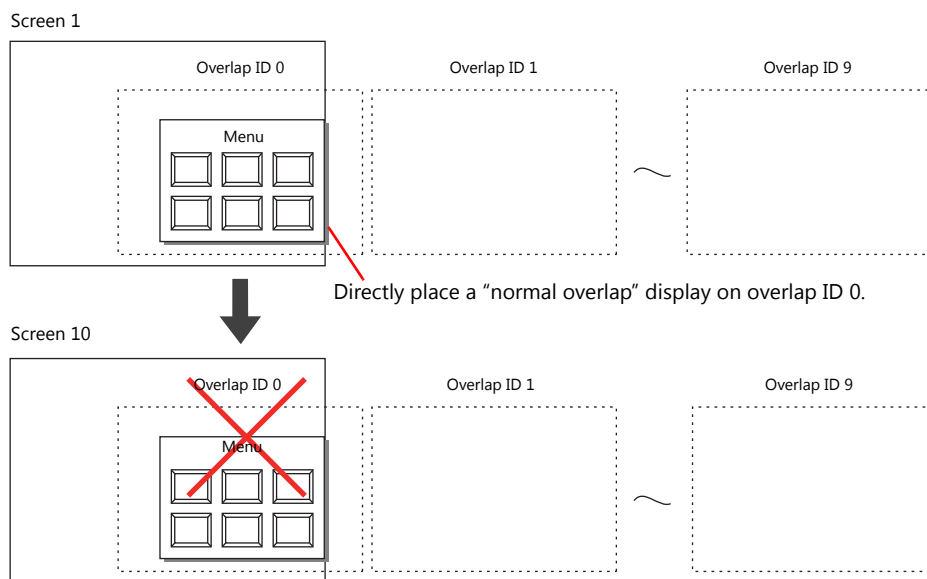 Screen 1
Overlap ID 0
Overlap ID 1
Overlap ID 9
Menu
Directly place a “normal overlap” display on overlap ID 0.
Screen 10
Overlap ID 0
Overlap ID 1
Overlap ID 9
Menu